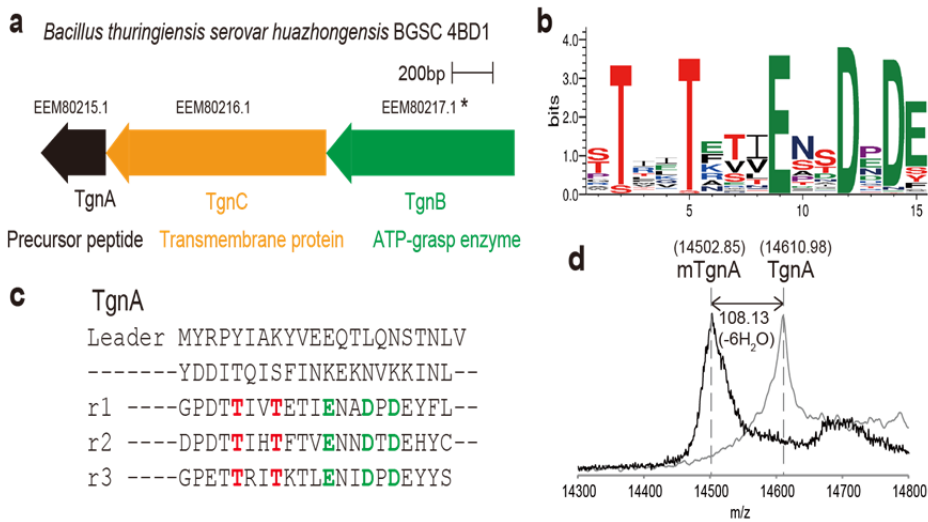 a
Bacillus thuringiensis serovar huazhongensis BGSC 4BD1
200bp
EEM80215.1 EEM80216.1 EEM80217.1 *
TgnA TgnC TgnB
Precursor peptide Transmembrane protein ATP-grasp enzyme
b
bits
4.0
3.0
2.0
1.0
0.0
5 10 15
c
TgnA
Leader MYRPYIAKYVEEQTLQNSTNLV
-------YDDITQISFINKEKNVKKINL--
r1 ----GPDTTTIVTETIENADPDEYFL--
r2 ----DPDTTTIHTFTVENNDTDEHYC--
r3 ----GPETTRITKTLENIDPDEYYS
d
(14502.85) (14610.98)
mTgnA TgnA
108.13
(-6H₂O)
14300 14400 14500 14600 14700 14800
m/z